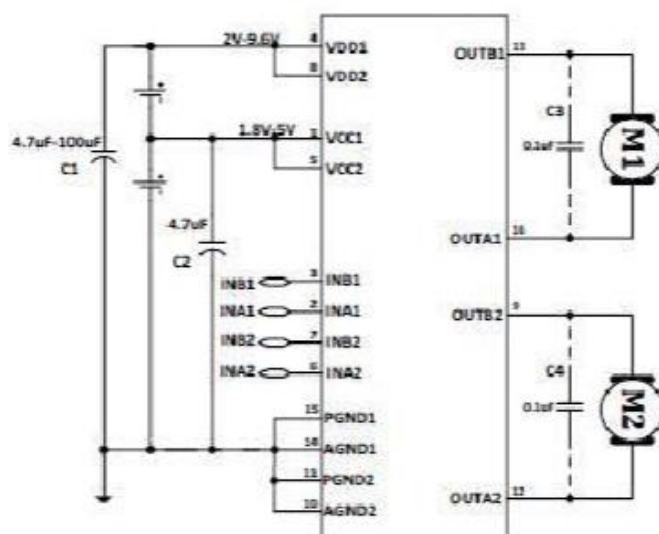 2V-9.6V
4
VDD1
8
VDD2
1.8V-5V
1
VCC1
5
VCC2
4.7uF-100uF
C1
4.7uF
C2
INB1
3
INB1
INA1
2
INA1
INB2
7
INB2
INA2
6
INA2
15
PGND1
14
AGND1
11
PGND2
10
AGND2
OUTB1
13
C3
0.1uF
M1
OUTA1
16
OUTB2
9
C4
0.1uF
M2
OUTA2
12